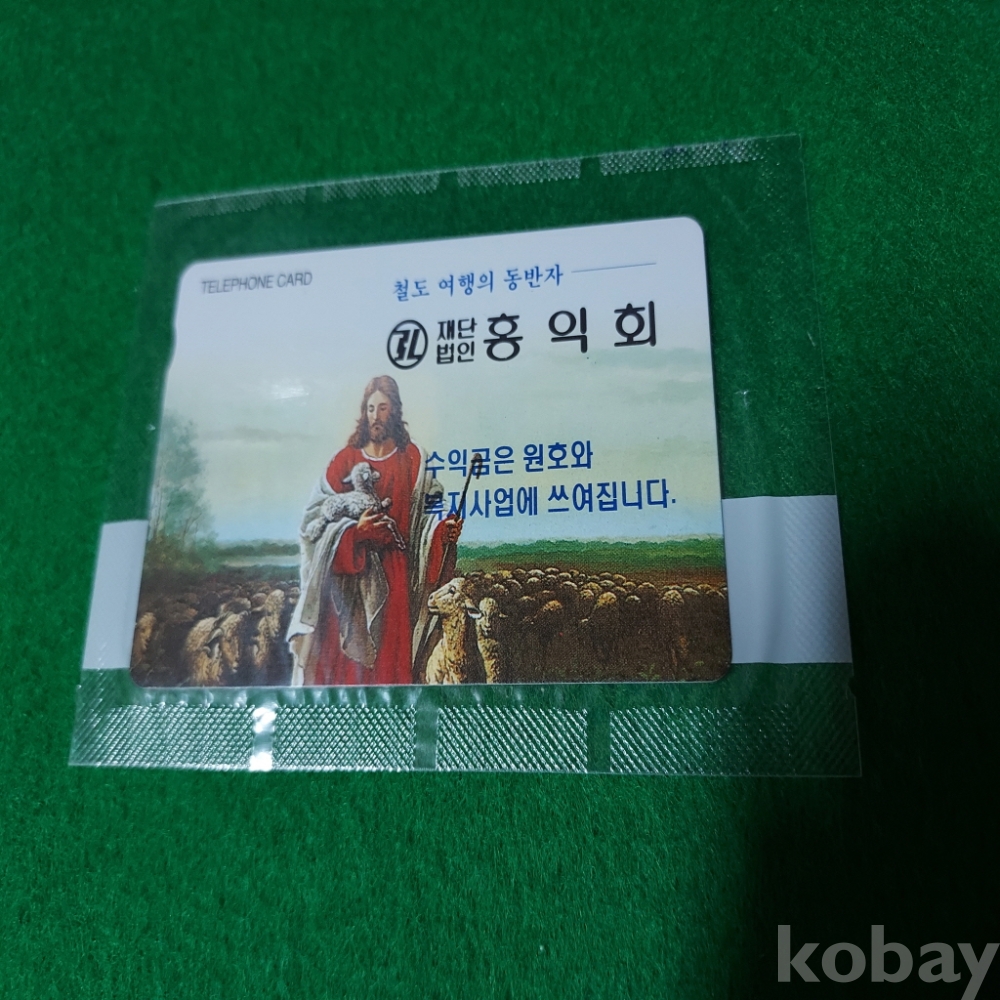 TELEPHONE CARD
철도 여행의 동반자
재단
법인 홍익회
수익금은 원호와
복지사업에 쓰여집니다.
kobay